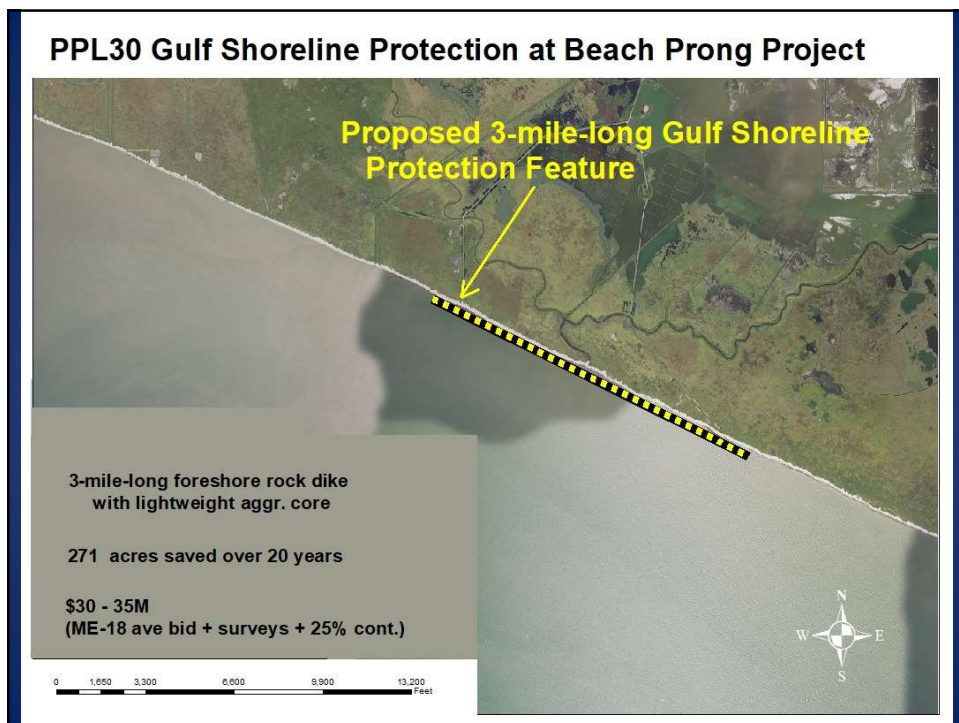 PPL30 Gulf Shoreline Protection at Beach Prong Project
Proposed 3-mile-long Gulf Shoreline
Protection Feature
3-mile-long foreshore rock dike
with lightweight aggr. core
271 acres saved over 20 years
$30 - 35M
(ME-18 ave bid + surveys + 25% cont.)
N
W E
S
0 1,650 3,300 6,600 9,900 13,200
Feet